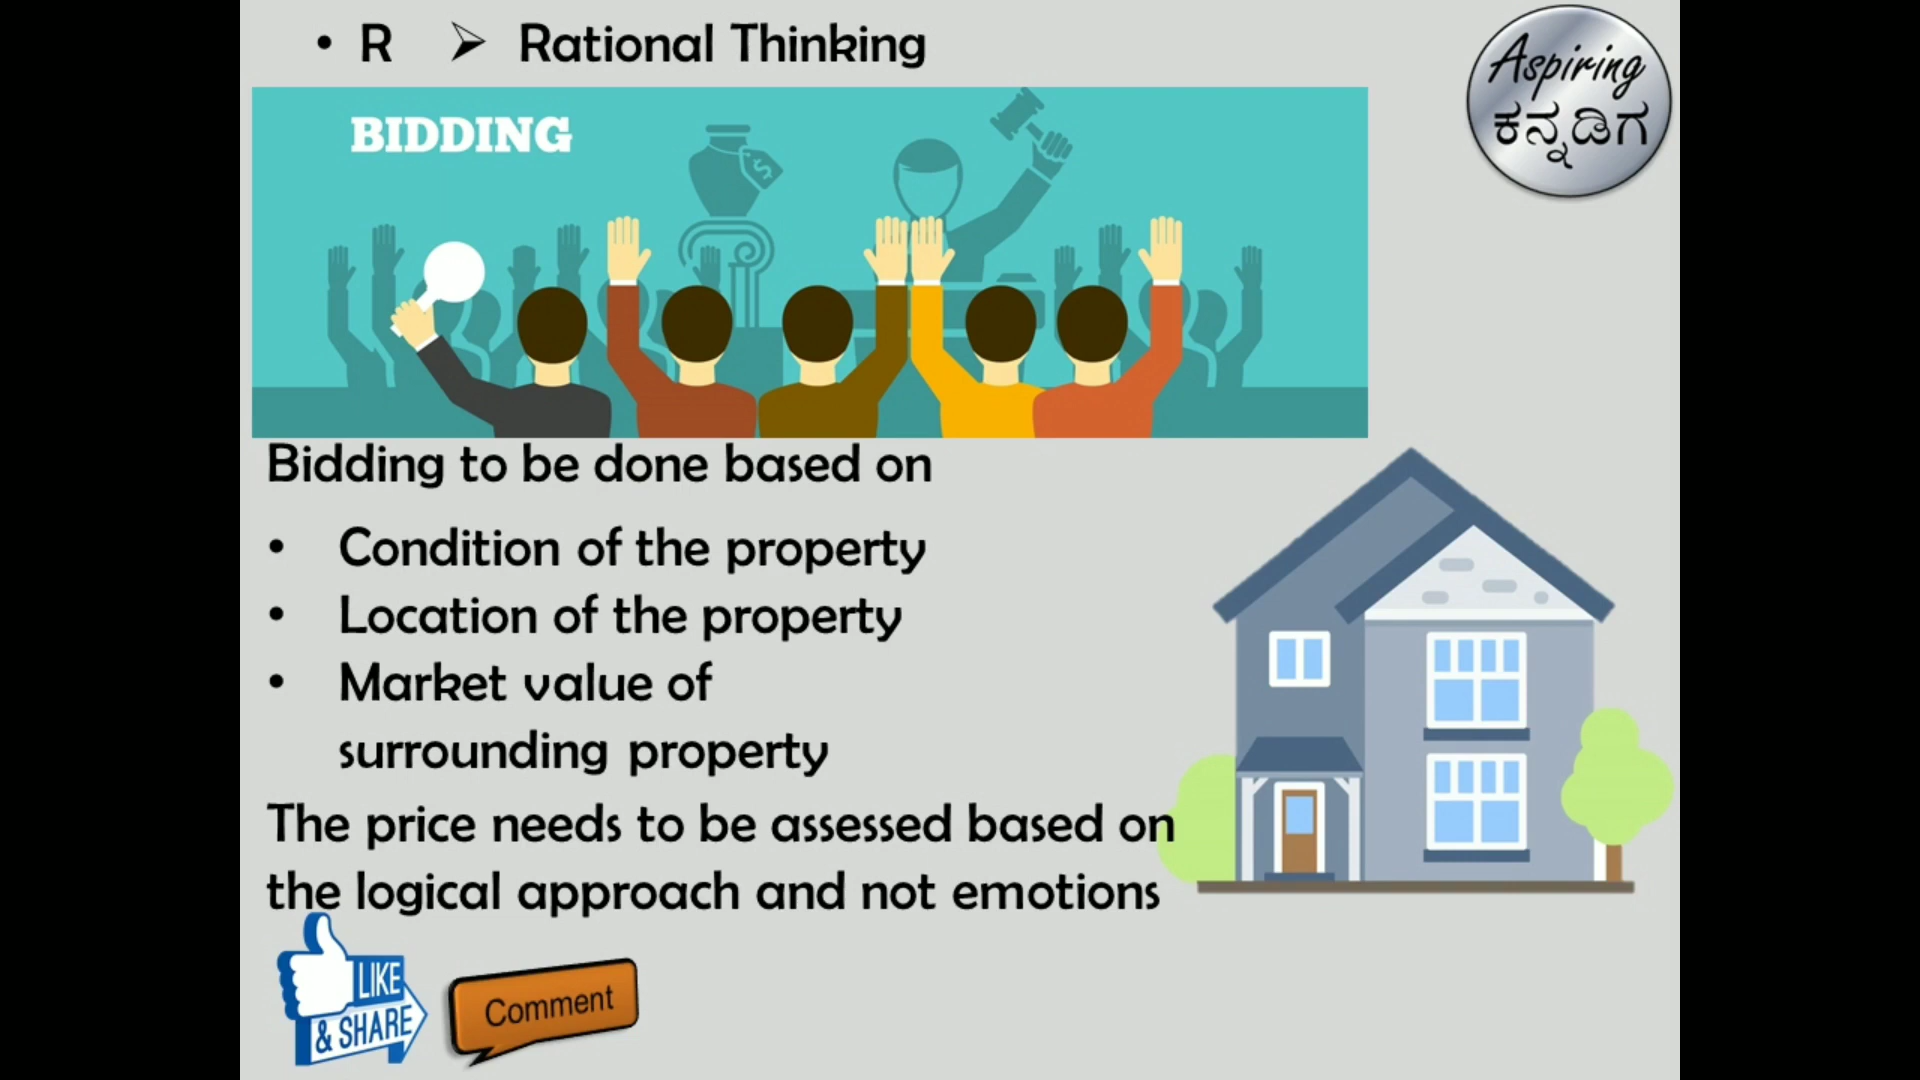 • R ➢ Rational Thinking
Aspiring
ಕನ್ನಡಿಗ
BIDDING
$
Bidding to be done based on
• Condition of the property
• Location of the property
• Market value of
surrounding property
The price needs to be assessed based on
the logical approach and not emotions
LIKE
& SHARE
Comment